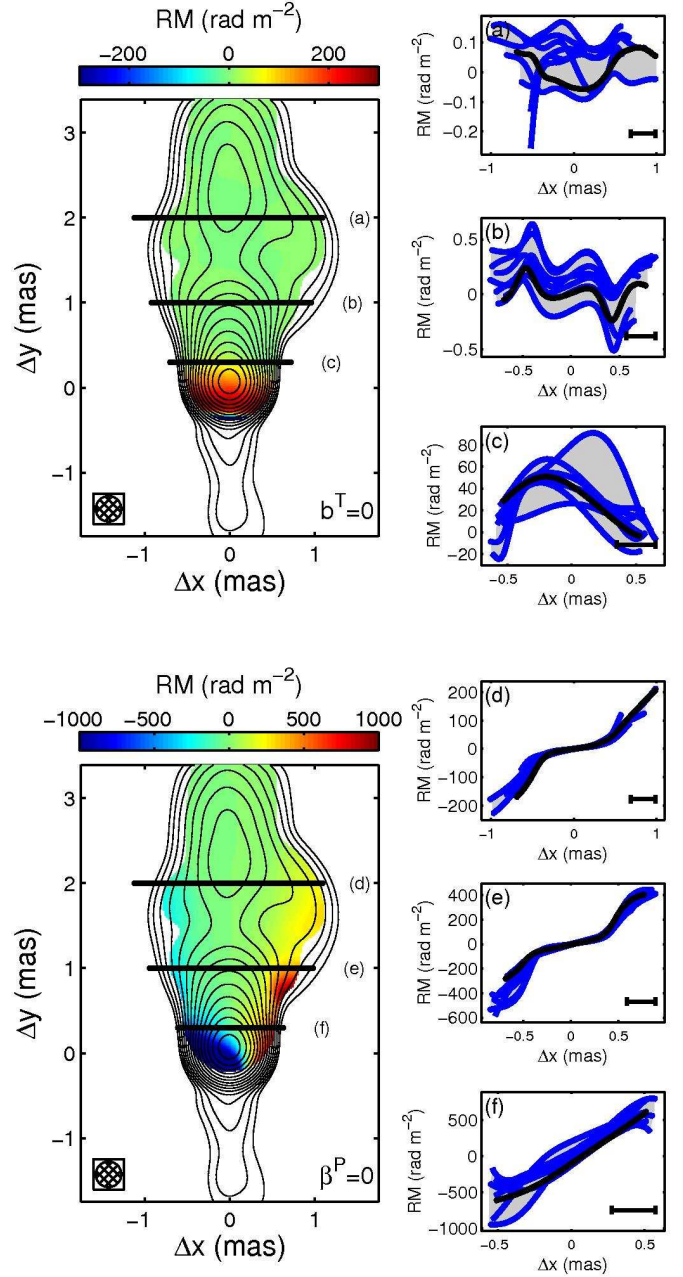 RM (rad m−2)
−200 0 200
3
2
1
0
−1
Δy (mas)
(a)
(b)
(c)
bT=0
−1 0 1
Δx (mas)
(a)
0.1
0
−0.1
−0.2
RM (rad m−2)
−1 0 1
Δx (mas)
(b)
0.5
0
−0.5
RM (rad m−2)
−0.5 0 0.5
Δx (mas)
(c)
80
60
40
20
0
−20
RM (rad m−2)
−0.5 0 0.5
Δx (mas)
RM (rad m−2)
−1000 −500 0 500 1000
3
2
1
0
−1
Δy (mas)
(d)
(e)
(f)
βP=0
−1 0 1
Δx (mas)
(d)
200
100
0
−100
−200
RM (rad m−2)
−1 0 1
Δx (mas)
(e)
400
200
0
−200
−400
−600
RM (rad m−2)
−0.5 0 0.5
Δx (mas)
(f)
500
0
−500
−1000
RM (rad m−2)
−0.5 0 0.5
Δx (mas)